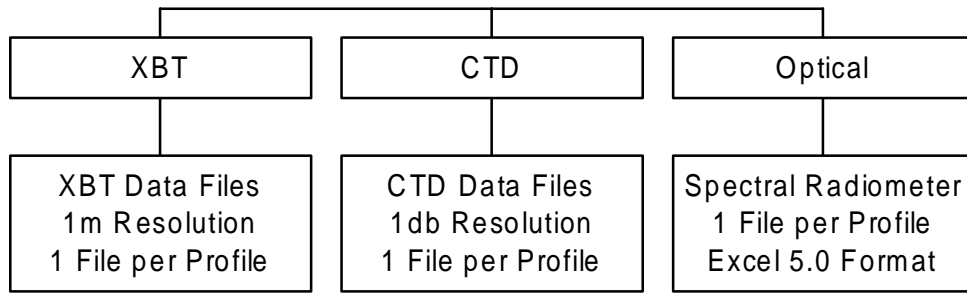 XBT
CTD
Optical
XBT Data Files
1m Resolution
1 File per Profile
CTD Data Files
1db Resolution
1 File per Profile
Spectral Radiometer
1 File per Profile
Excel 5.0 Format